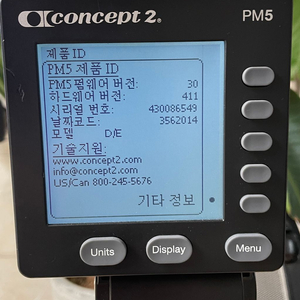 concept 2. PM5
제품 ID
PM5 제품 ID
PM5 펌웨어 버전: 30
하드웨어 버전: 411
시리얼 번호: 430086549
날짜코드: 3562014
모델 D/E
기술지원:
www.concept2.com
info@concept2.com
US/Can 800-245-5676
기타 정보
Units Display Menu